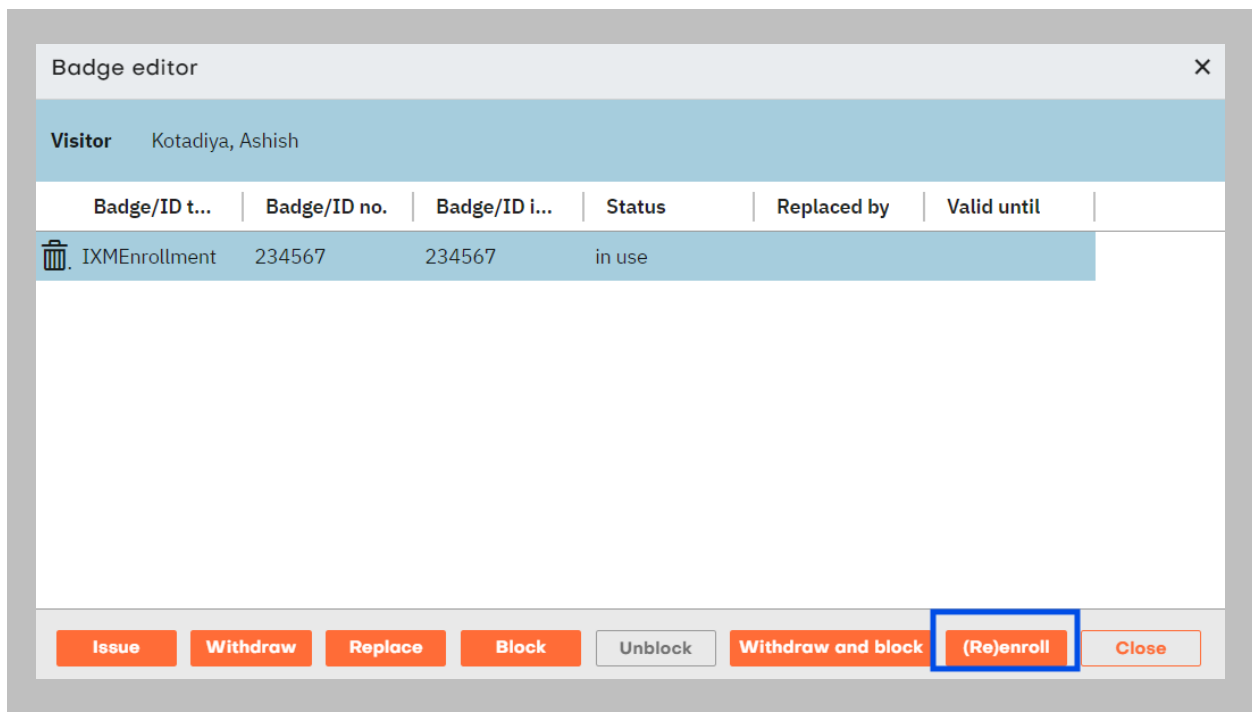 Badge editor
Visitor Kotadiya, Ashish
Badge/ID t... Badge/ID no. Badge/ID i... Status Replaced by Valid until
IXMEnrollment 234567 234567 in use
Issue Withdraw Replace Block Unblock Withdraw and block (Re)enroll Close